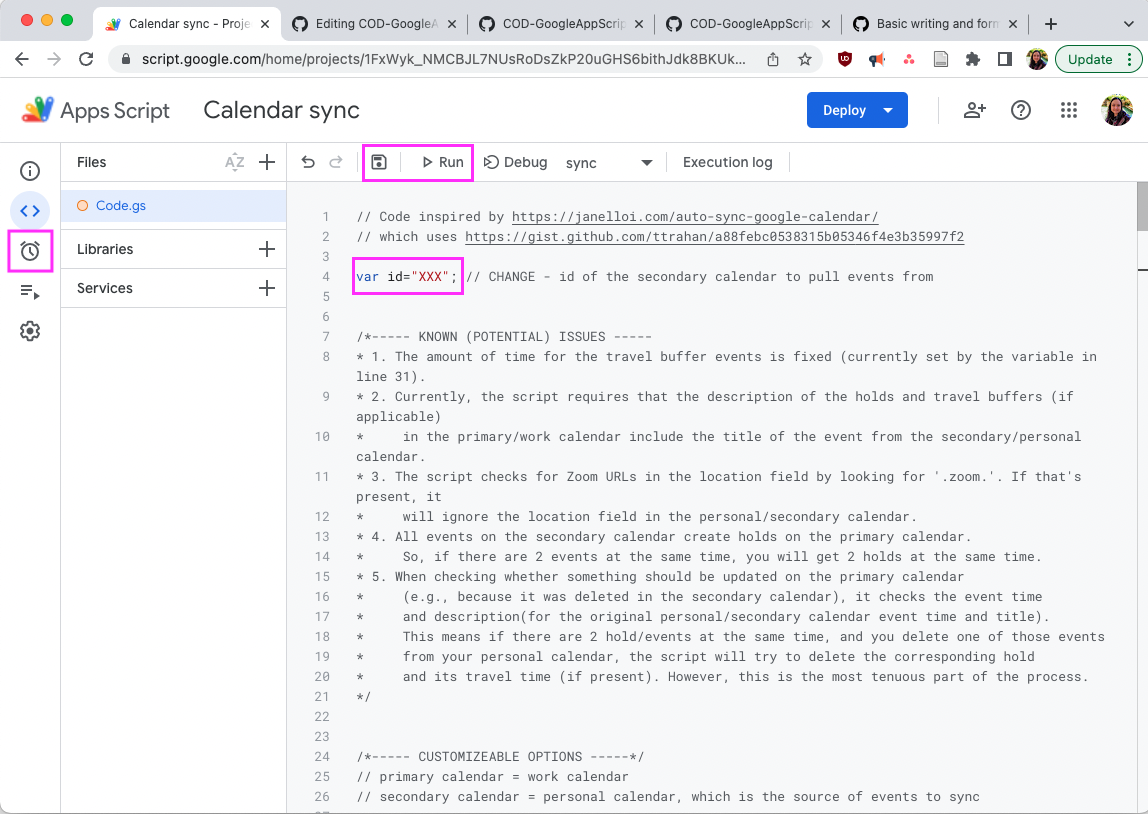 Calendar sync - Proje
Editing COD-GoogleA
COD-GoogleAppScrip
COD-GoogleAppScrip
Basic writing and form
script.google.com/home/projects/1FxWyk_NMCBJL7NUsRoDsZkP20uGHS6bithJdk8BKUk...
Update
Apps Script
Calendar sync
Deploy
Files
AZ
Run
Debug
sync
Execution log
Code.gs
Libraries
Services
1 // Code inspired by https://janelloi.com/auto-sync-google-calendar/
2 // which uses https://gist.github.com/ttrahan/a88febc0538315b05346f4e3b35997f2
3
4 var id="XXX"; // CHANGE - id of the secondary calendar to pull events from
5
6
7 /*----- KNOWN (POTENTIAL) ISSUES -----
8 * 1. The amount of time for the travel buffer events is fixed (currently set by the variable in
line 31).
9 * 2. Currently, the script requires that the description of the holds and travel buffers (if
applicable)
10 * in the primary/work calendar include the title of the event from the secondary/personal
calendar.
11 * 3. The script checks for Zoom URLs in the location field by looking for '.zoom.'. If that's
present, it
12 * will ignore the location field in the personal/secondary calendar.
13 * 4. All events on the secondary calendar create holds on the primary calendar.
14 * So, if there are 2 events at the same time, you will get 2 holds at the same time.
15 * 5. When checking whether something should be updated on the primary calendar
16 * (e.g., because it was deleted in the secondary calendar), it checks the event time
17 * and description(for the original personal/secondary calendar event time and title).
18 * This means if there are 2 hold/events at the same time, and you delete one of those events
19 * from your personal calendar, the script will try to delete the corresponding hold
20 * and its travel time (if present). However, this is the most tenuous part of the process.
21 */
22
23
24 /*----- CUSTOMIZEABLE OPTIONS -----*/
25 // primary calendar = work calendar
26 // secondary calendar = personal calendar, which is the source of events to sync